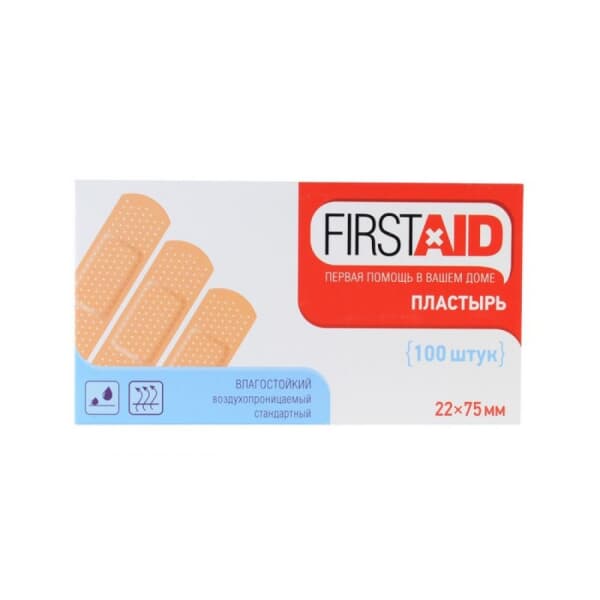 FIRSTAID
ПЕРВАЯ ПОМОЩЬ В ВАШЕМ ДОМЕ
ПЛАСТЫРЬ
{100 штук}
22×75 мм
ВЛАГОСТОЙКИЙ
воздухопроницаемый
стандартный